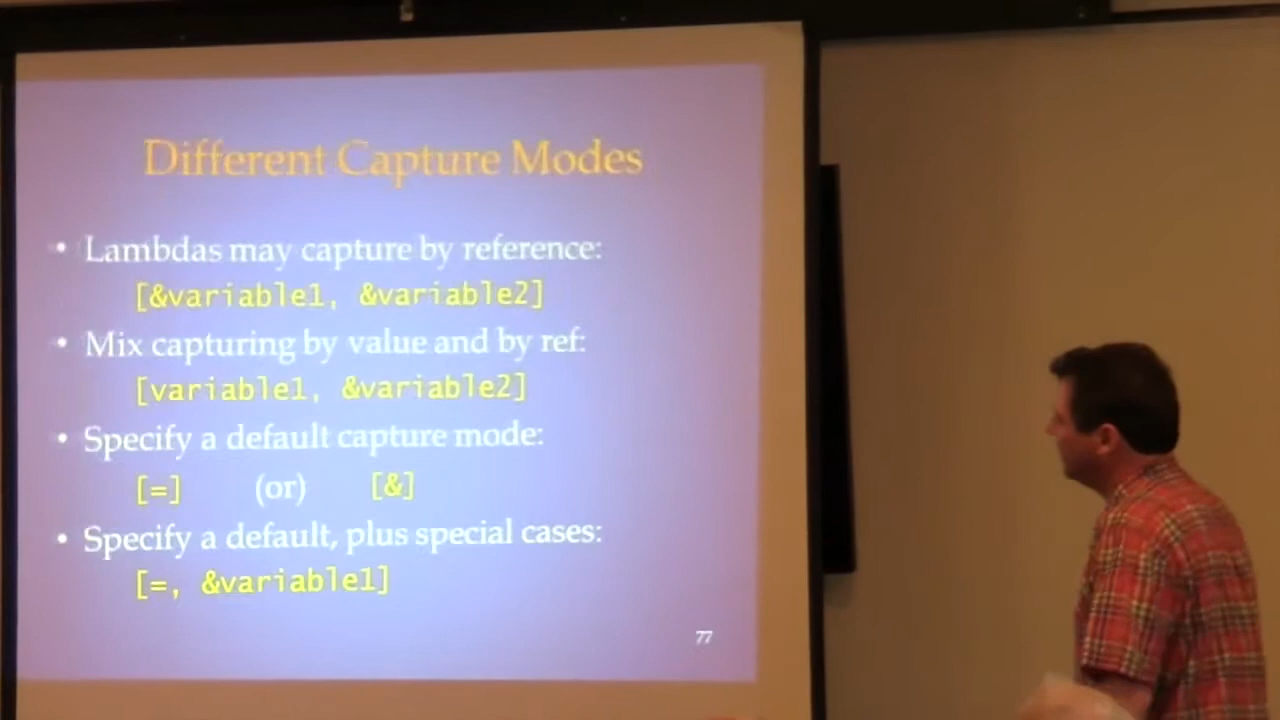 Different Capture Modes
• Lambdas may capture by reference:
[&variable1, &variable2]
• Mix capturing by value and by ref:
[variable1, &variable2]
• Specify a default capture mode:
[=] (or) [&]
• Specify a default, plus special cases:
[=, &variable1]
77